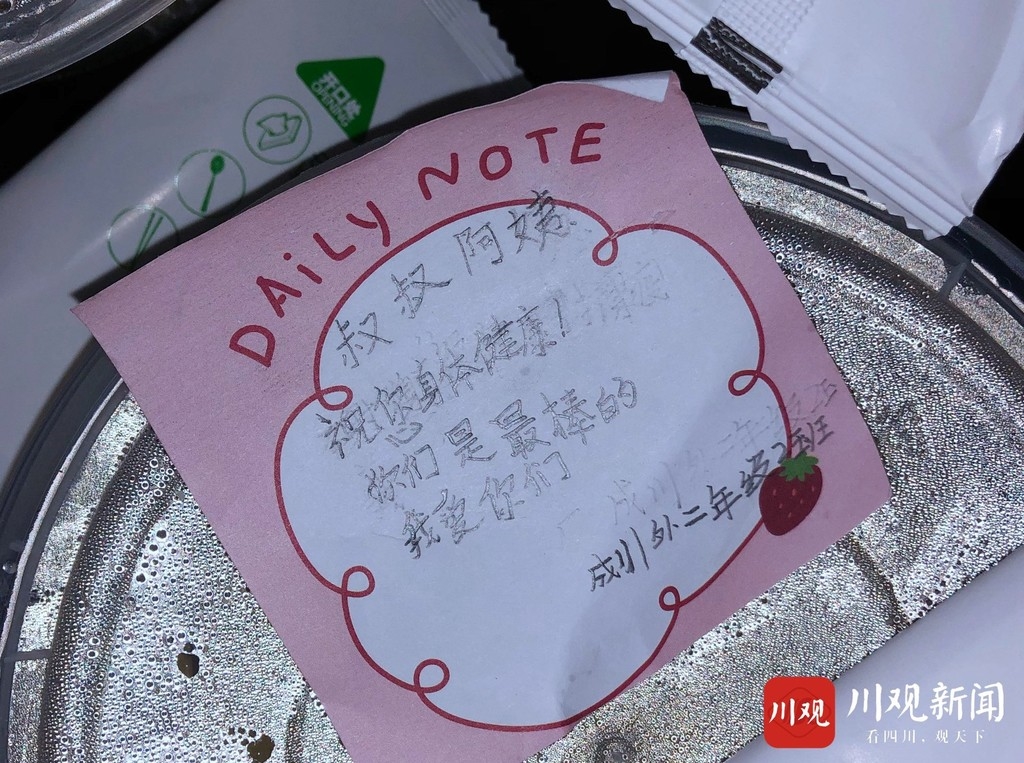 开口笑
DAiLY NOTE
叔叔阿姨
祝您身体健康！
你们是最棒的
我爱你们
成川外二年级2班
川观
川观新闻
看四川、观天下